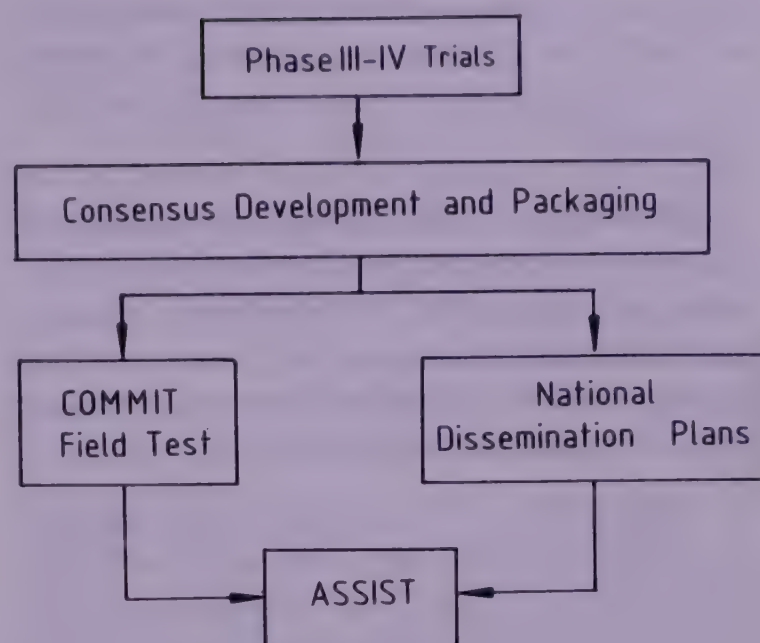 Phase III-IV Trials
Consensus Development and Packaging
COMMIT
Field Test
National
Dissemination Plans
ASSIST